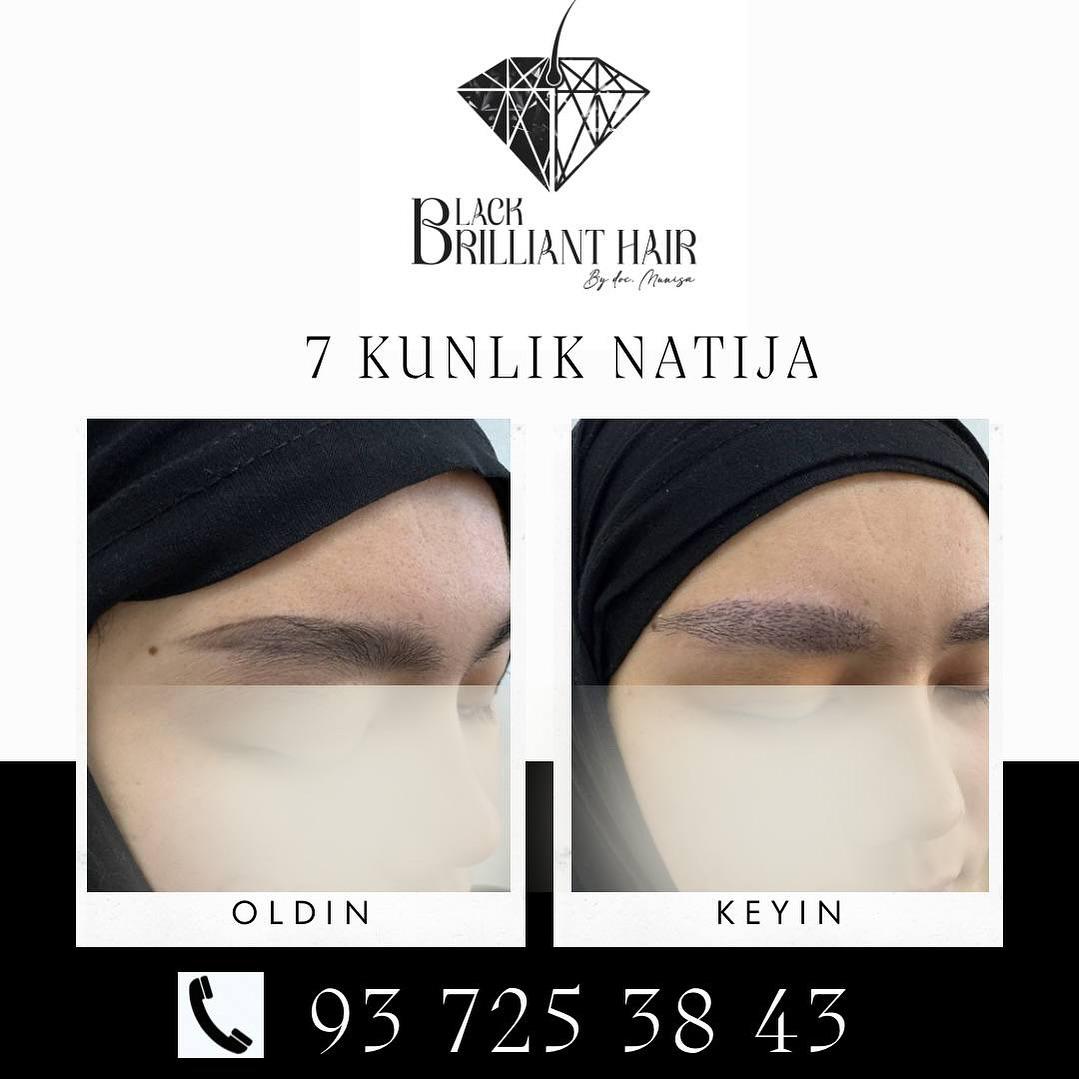 BLACK
BRILLIANT HAIR
By doc. Munisa
7 KUNLIK NATIJA
OLDIN
KEYIN
93 725 38 43